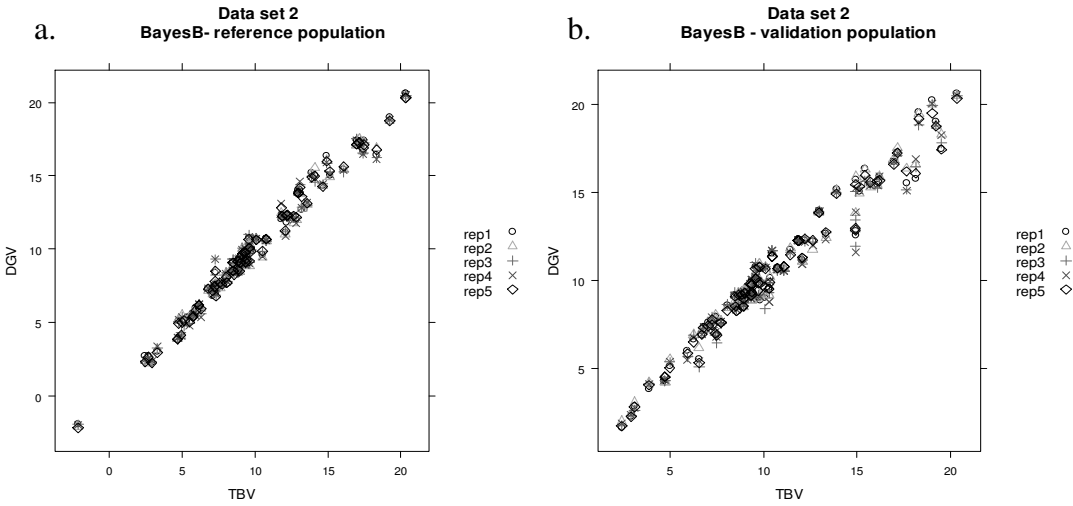 a.
Data set 2
BayesB- reference population
20
15
10
5
0
DGV
0 5 10 15 20
TBV
rep1
rep2
rep3
rep4
rep5
b.
Data set 2
BayesB - validation population
20
15
10
5
DGV
5 10 15 20
TBV
rep1
rep2
rep3
rep4
rep5